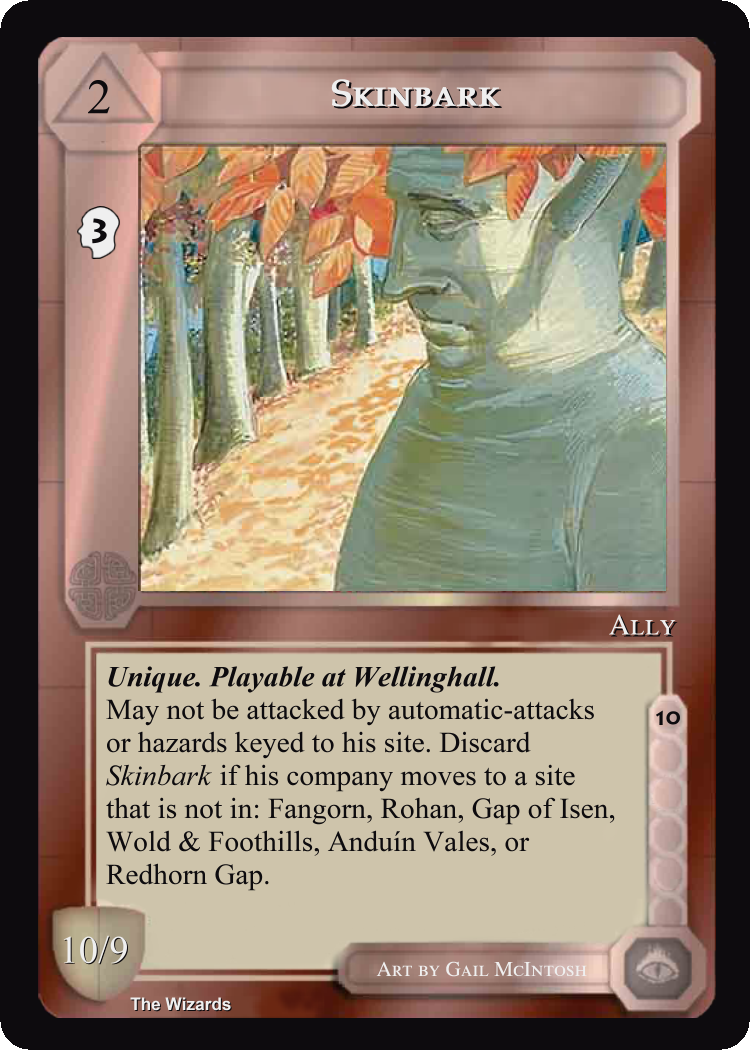 2
Skinbark
3
Ally
Unique. Playable at Wellinghall.
May not be attacked by automatic-attacks
or hazards keyed to his site. Discard
Skinbark if his company moves to a site
that is not in: Fangorn, Rohan, Gap of Isen,
Wold & Foothills, Anduín Vales, or
Redhorn Gap.
10
10/9
Art by Gail McIntosh
The Wizards